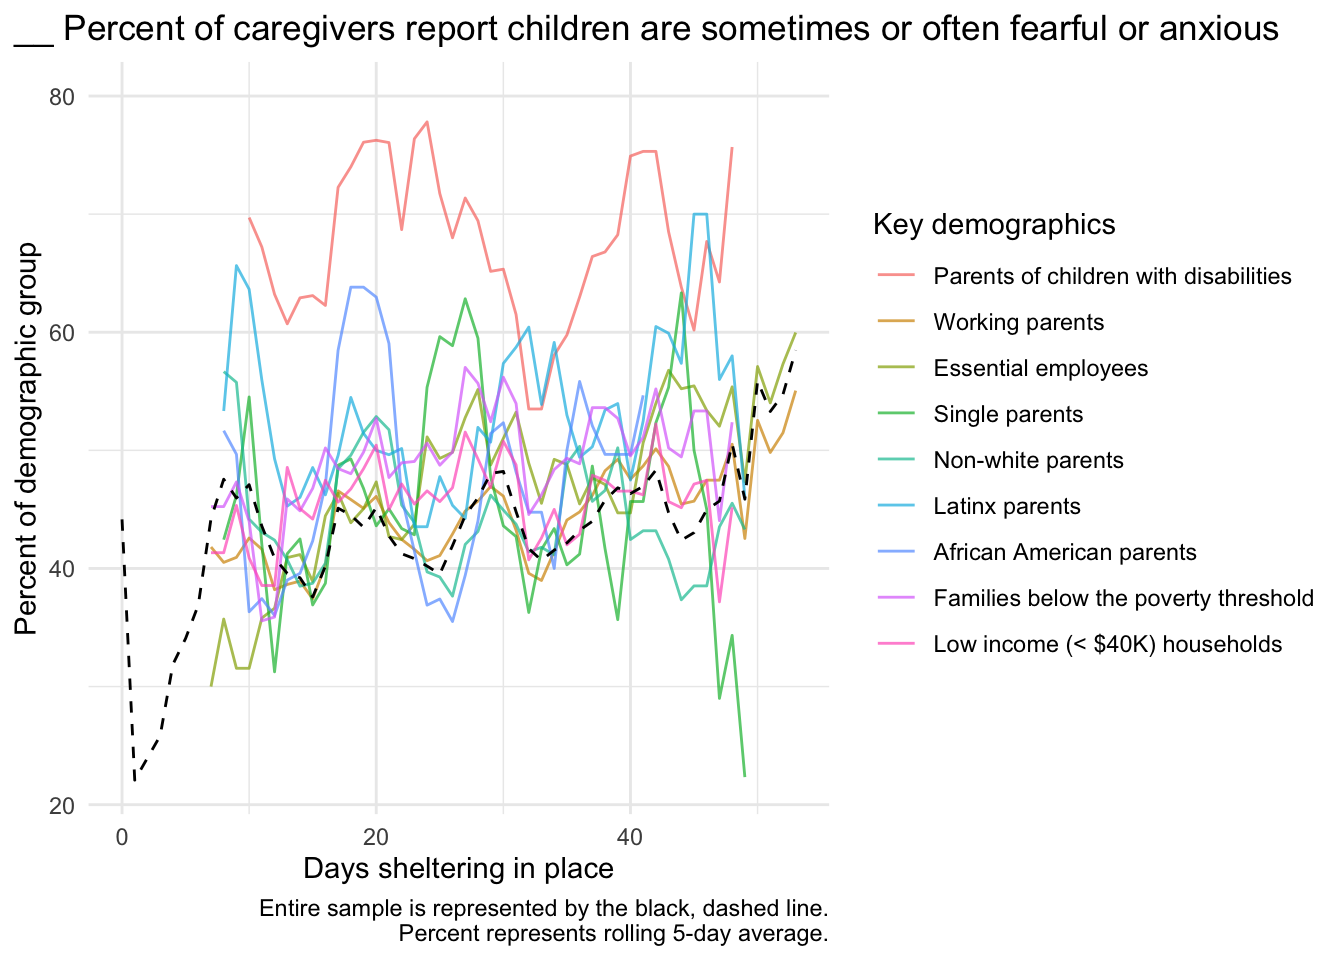 __ Percent of caregivers report children are sometimes or often fearful or anxious
Percent of demographic group
80
60
40
20
0
20
40
Days sheltering in place
Entire sample is represented by the black, dashed line.
Percent represents rolling 5-day average.
Key demographics
Parents of children with disabilities
Working parents
Essential employees
Single parents
Non-white parents
Latinx parents
African American parents
Families below the poverty threshold
Low income (< $40K) households